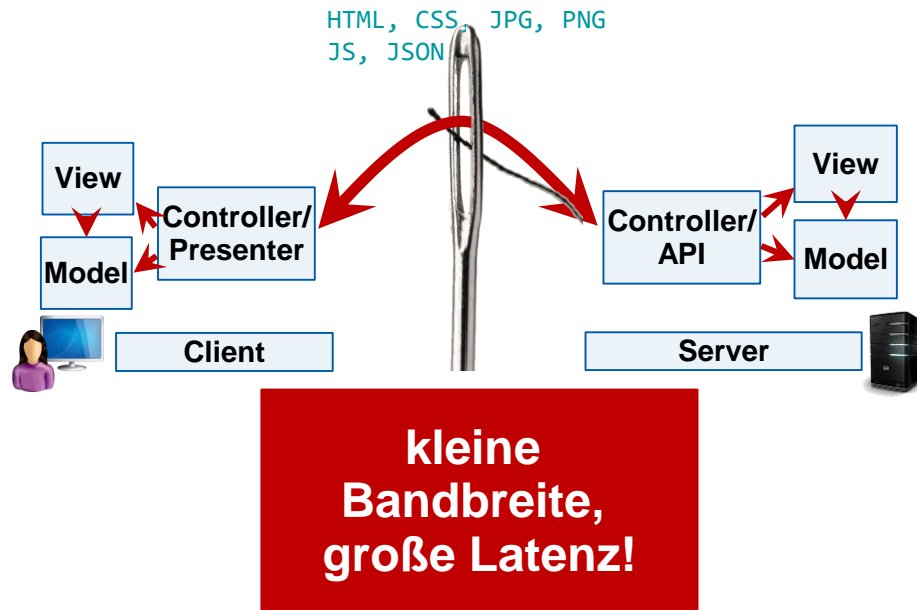 HTML, CSS, JPG, PNG
JS, JSON
View
Controller/
Presenter
Model
Client
View
Controller/
API
Model
Server
kleine
Bandbreite,
große Latenz!